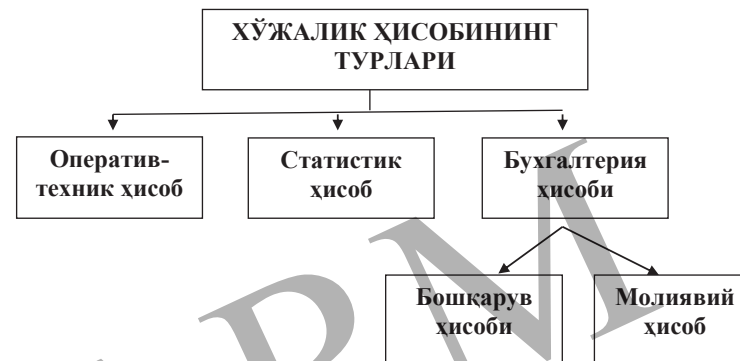 ХЎЖАЛИК ҲИСОБИНИНГ
ТУРЛАРИ
Оператив-
техник ҳисоб
Статистик
ҳисоб
Бухгалтерия
ҳисоби
Бошқарув
ҳисоби
Молиявий
ҳисоб